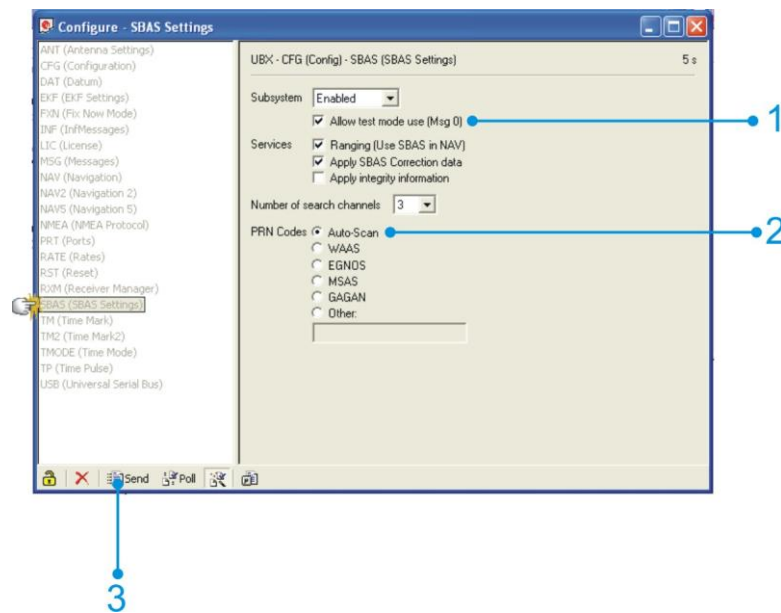 Configure - SBAS Settings
ANT (Antenna Settings)
CFG (Configuration)
DAT (Datum)
EKF (EKF Settings)
FXN (Fix Now Mode)
INF (InfMessages)
LIC (License)
MSG (Messages)
NAV (Navigation)
NAV2 (Navigation 2)
NAV5 (Navigation 5)
NMEA (NMEA Protocol)
PRT (Ports)
RATE (Rates)
RST (Reset)
RXM (Receiver Manager)
SBAS (SBAS Settings)
TM (Time Mark)
TM2 (Time Mark2)
TMODE (Time Mode)
TP (Time Pulse)
USB (Universal Serial Bus)
UBX - CFG (Config) - SBAS (SBAS Settings) 5 s
Subsystem Enabled
Allow test mode use (Msg 0) 1
Services Ranging (Use SBAS in NAV)
Apply SBAS Correction data
Apply integrity information
Number of search channels 3
PRN Codes Auto-Scan 2
WAAS
EGNOS
MSAS
GAGAN
Other:
Send Poll
3